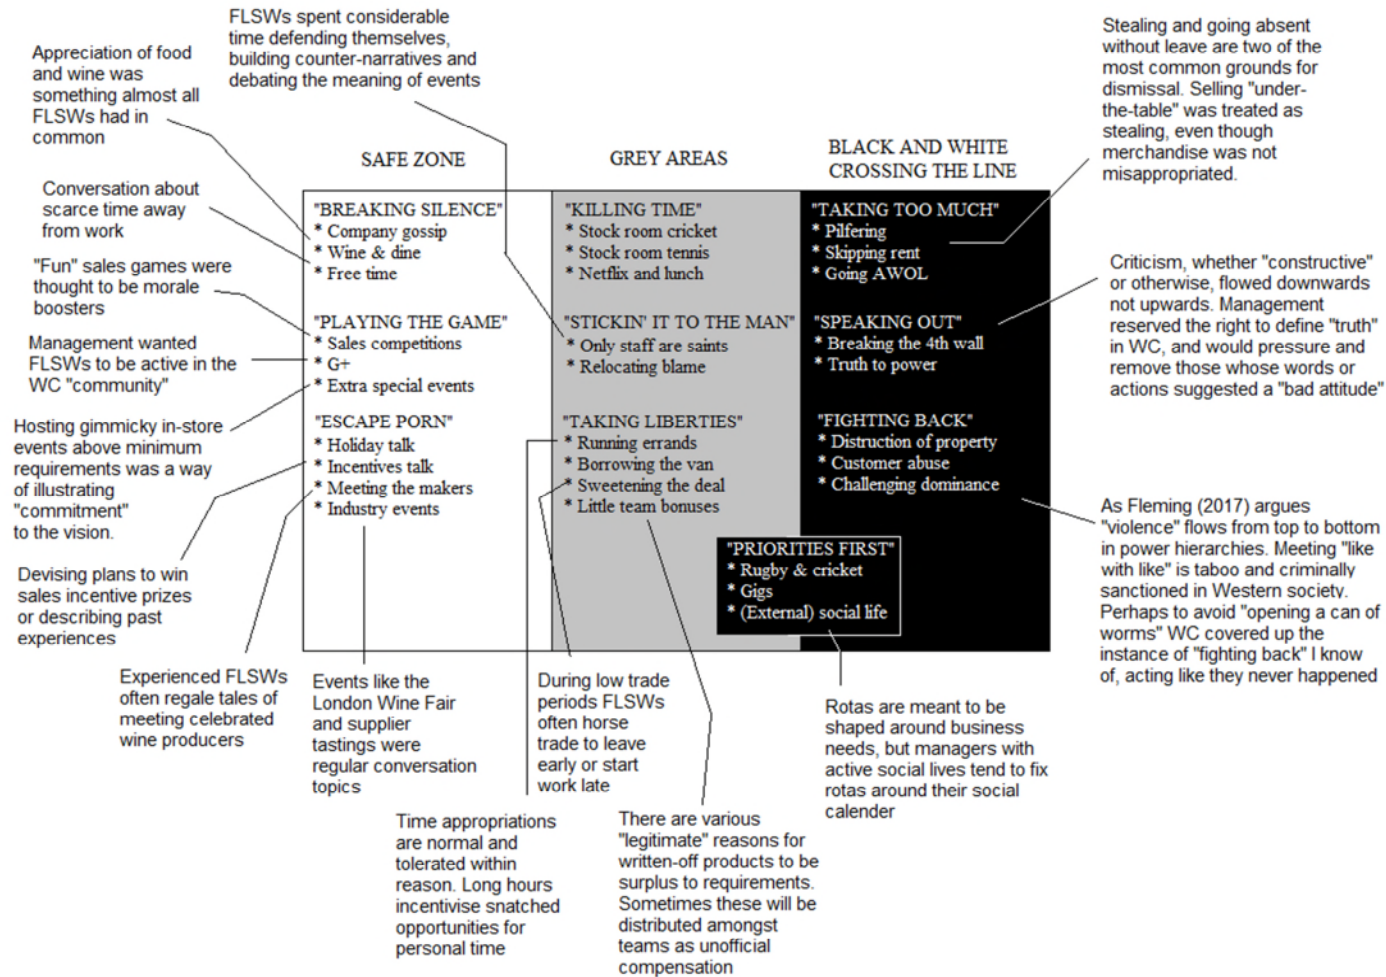 FLSWs spent considerable
time defending themselves,
building counter-narratives and
debating the meaning of events
Appreciation of food
and wine was
something almost all
FLSWs had in
common
Conversation about
scarce time away
from work
"Fun" sales games were
thought to be morale
boosters
Management wanted
FLSWs to be active in the
WC "community"
Hosting gimmicky in-store
events above minimum
requirements was a way
of illustrating
"commitment"
to the vision.
Devising plans to win
sales incentive prizes
or describing past
experiences
Experienced FLSWs
often regale tales of
meeting celebrated
wine producers
SAFE ZONE
"BREAKING SILENCE"
* Company gossip
* Wine & dine
* Free time
"PLAYING THE GAME"
* Sales competitions
* G+
* Extra special events
"ESCAPE PORN"
* Holiday talk
* Incentives talk
* Meeting the makers
* Industry events
GREY AREAS
"KILLING TIME"
* Stock room cricket
* Stock room tennis
* Netflix and lunch
"STICKIN' IT TO THE MAN"
* Only staff are saints
* Relocating blame
"TAKING LIBERTIES"
* Running errands
* Borrowing the van
* Sweetening the deal
* Little team bonuses
BLACK AND WHITE
CROSSING THE LINE
"TAKING TOO MUCH"
* Pilfering
* Skipping rent
* Going AWOL
"SPEAKING OUT"
* Breaking the 4th wall
* Truth to power
"FIGHTING BACK"
* Distruction of property
* Customer abuse
* Challenging dominance
"PRIORITIES FIRST"
* Rugby & cricket
* Gigs
* (External) social life
Stealing and going absent
without leave are two of the
most common grounds for
dismissal. Selling "under-
the-table" was treated as
stealing, even though
merchandise was not
misappropriated.
Criticism, whether "constructive"
or otherwise, flowed downwards
not upwards. Management
reserved the right to define "truth"
in WC, and would pressure and
remove those whose words or
actions suggested a "bad attitude"
As Fleming (2017) argues
"violence" flows from top to bottom
in power hierarchies. Meeting "like
with like" is taboo and criminally
sanctioned in Western society.
Perhaps to avoid "opening a can of
worms" WC covered up the
instance of "fighting back" I know
of, acting like they never happened
Events like the
London Wine Fair
and supplier
tastings were
regular conversation
topics
During low trade
periods FLSWs
often horse
trade to leave
early or start
work late
Rotas are meant to be
shaped around business
needs, but managers with
active social lives tend to fix
rotas around their social
calender
Time appropriations
are normal and
tolerated within
reason. Long hours
incentivise snatched
opportunities for
personal time
There are various
"legitimate" reasons for
written-off products to be
surplus to requirements.
Sometimes these will be
distributed amongst
teams as unofficial
compensation